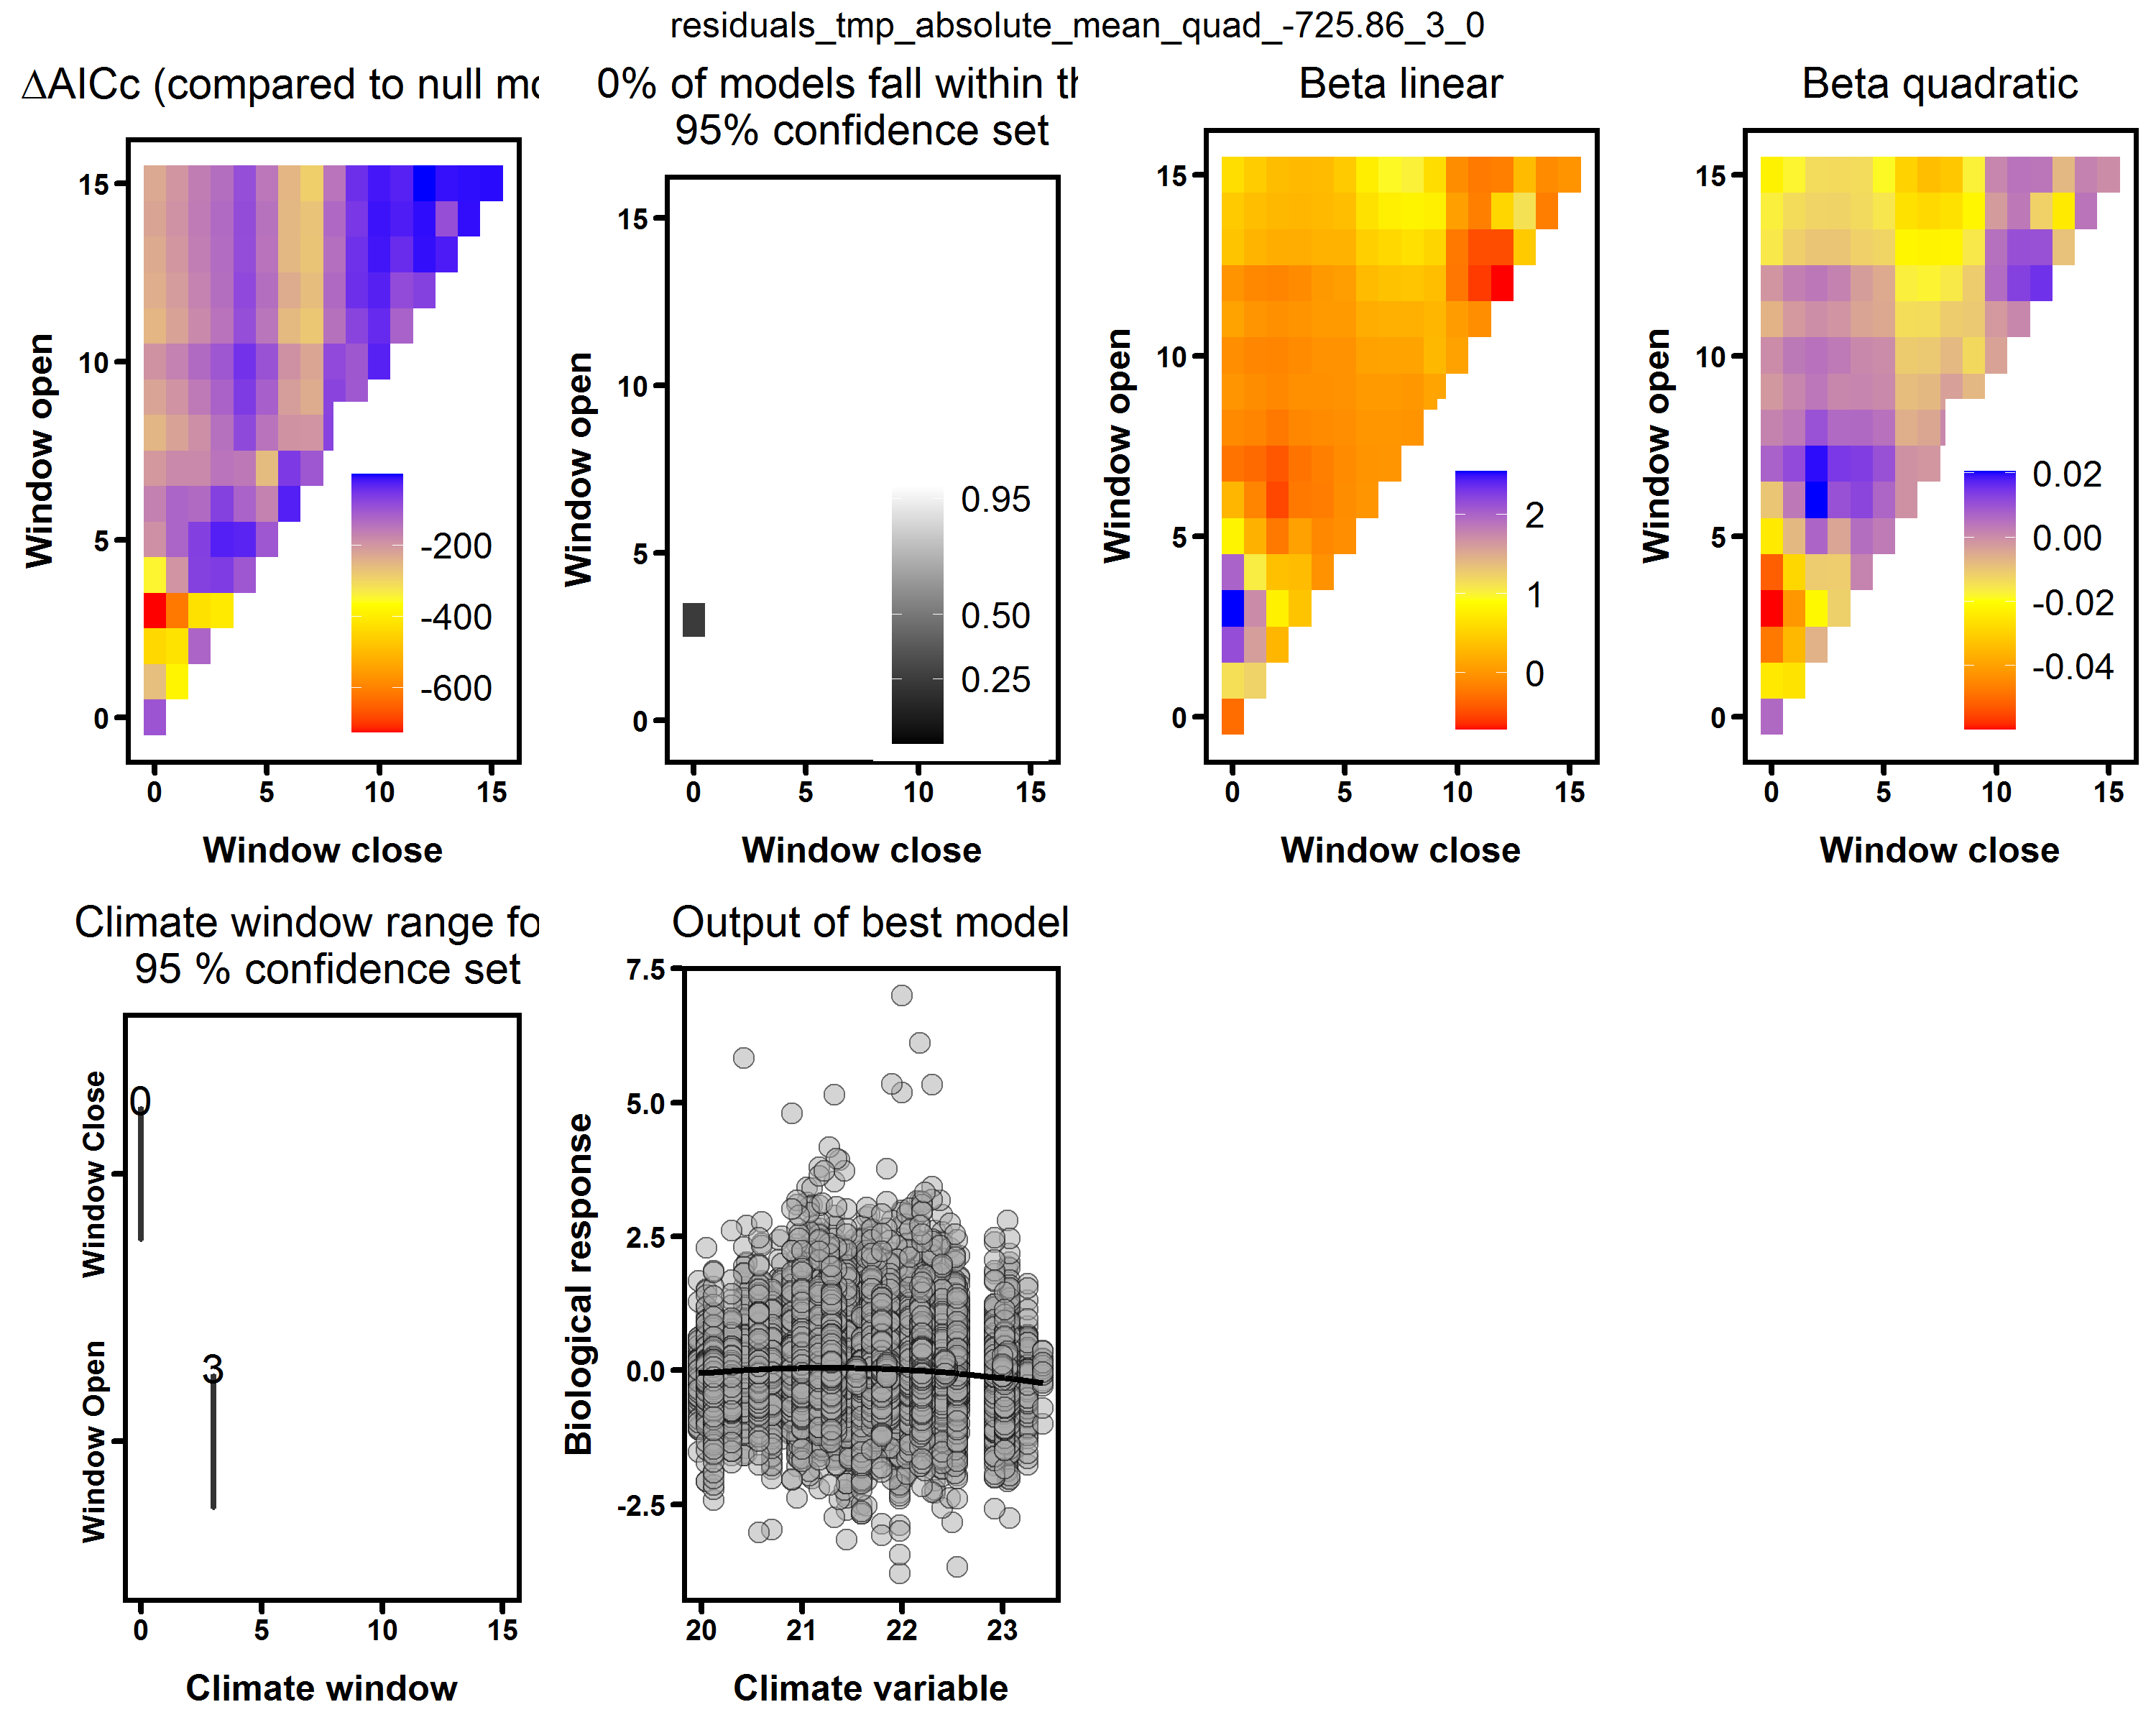 residuals_tmp_absolute_mean_quad_-725.86_3_0
ΔAICc (compared to null mo
0% of models fall within th
95% confidence set
Beta linear
Beta quadratic
Window open
15
10
5
0
-200
-400
-600
0 5 10 15
Window close
Window open
15
10
5
0
0.95
0.50
0.25
0 5 10 15
Window close
Window open
15
10
5
0
2
1
0
0 5 10 15
Window close
Window open
15
10
5
0
0.02
0.00
-0.02
-0.04
0 5 10 15
Window close
Climate window range fo
95 % confidence set
Window Close
Window Open
0
3
0 5 10 15
Climate window
Output of best model
Biological response
7.5
5.0
2.5
0.0
-2.5
20 21 22 23
Climate variable